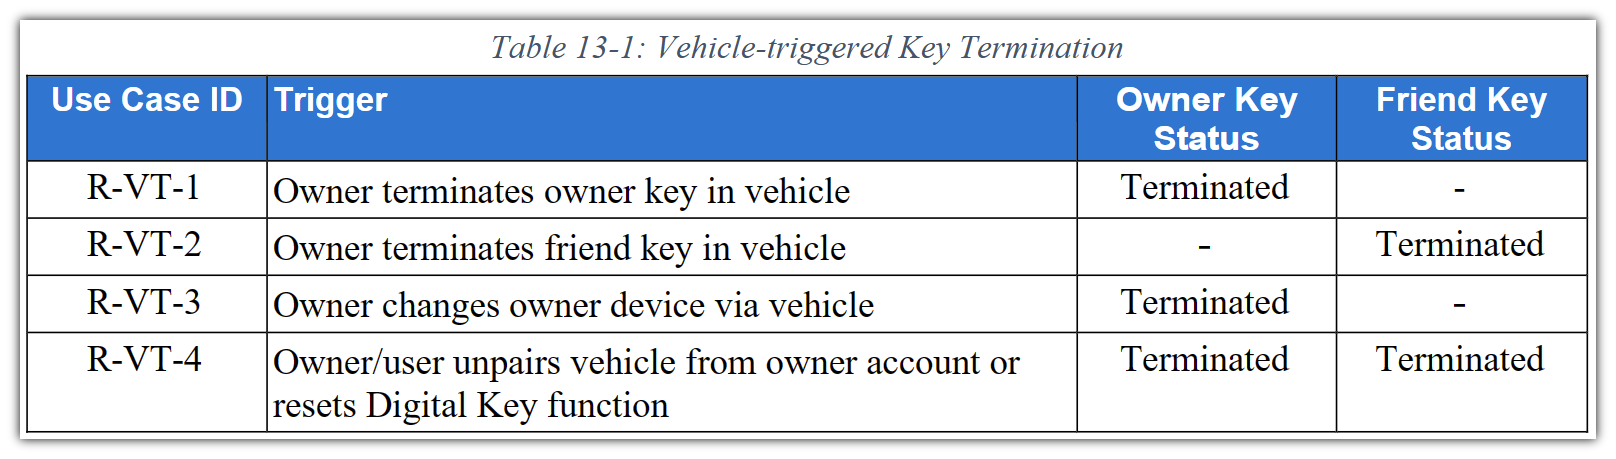 Table 13-1: Vehicle-triggered Key Termination
Use Case ID Trigger Owner Key Status Friend Key Status
R-VT-1 Owner terminates owner key in vehicle Terminated -
R-VT-2 Owner terminates friend key in vehicle - Terminated
R-VT-3 Owner changes owner device via vehicle Terminated -
R-VT-4 Owner/user unpairs vehicle from owner account or Terminated Terminated
resets Digital Key function